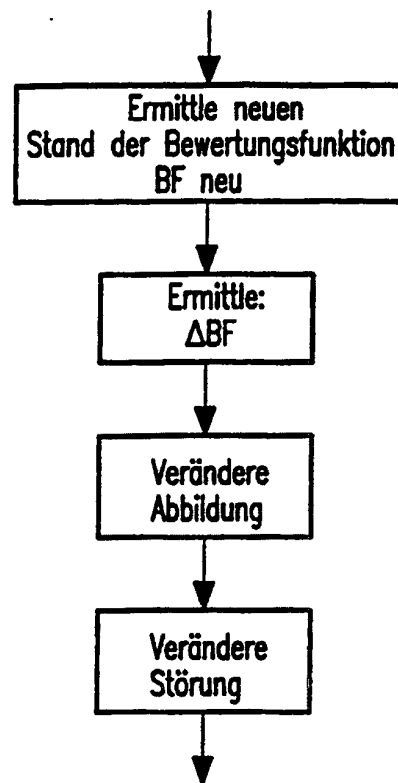 Ermittle neuen
Stand der Bewertungsfunktion
BF neu
Ermittle:
ΔBF
Verändere
Abbildung
Verändere
Störung